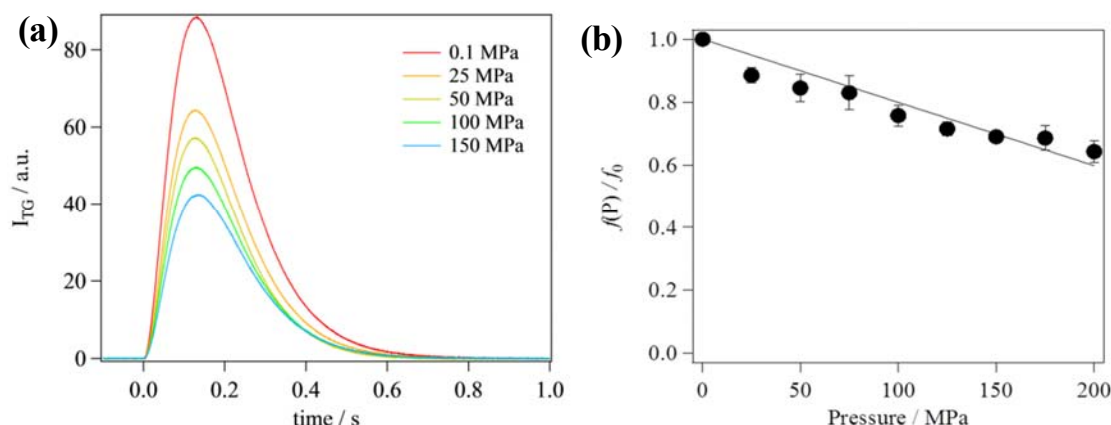 (a)
80
60
40
20
0
I_TG / a.u.
0.1 MPa
25 MPa
50 MPa
100 MPa
150 MPa
0.0 0.2 0.4 0.6 0.8 1.0
time / s
(b)
1.0
0.8
0.6
0.4
0.2
0.0
f(P) / f₀
0 50 100 150 200
Pressure / MPa